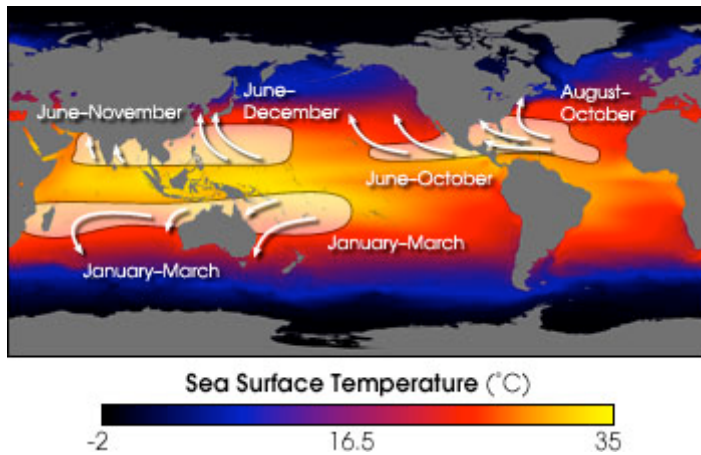 June–
December
June–November
August–
October
June–October
January–March
January–March
Sea Surface Temperature (°C)
-2 16.5 35